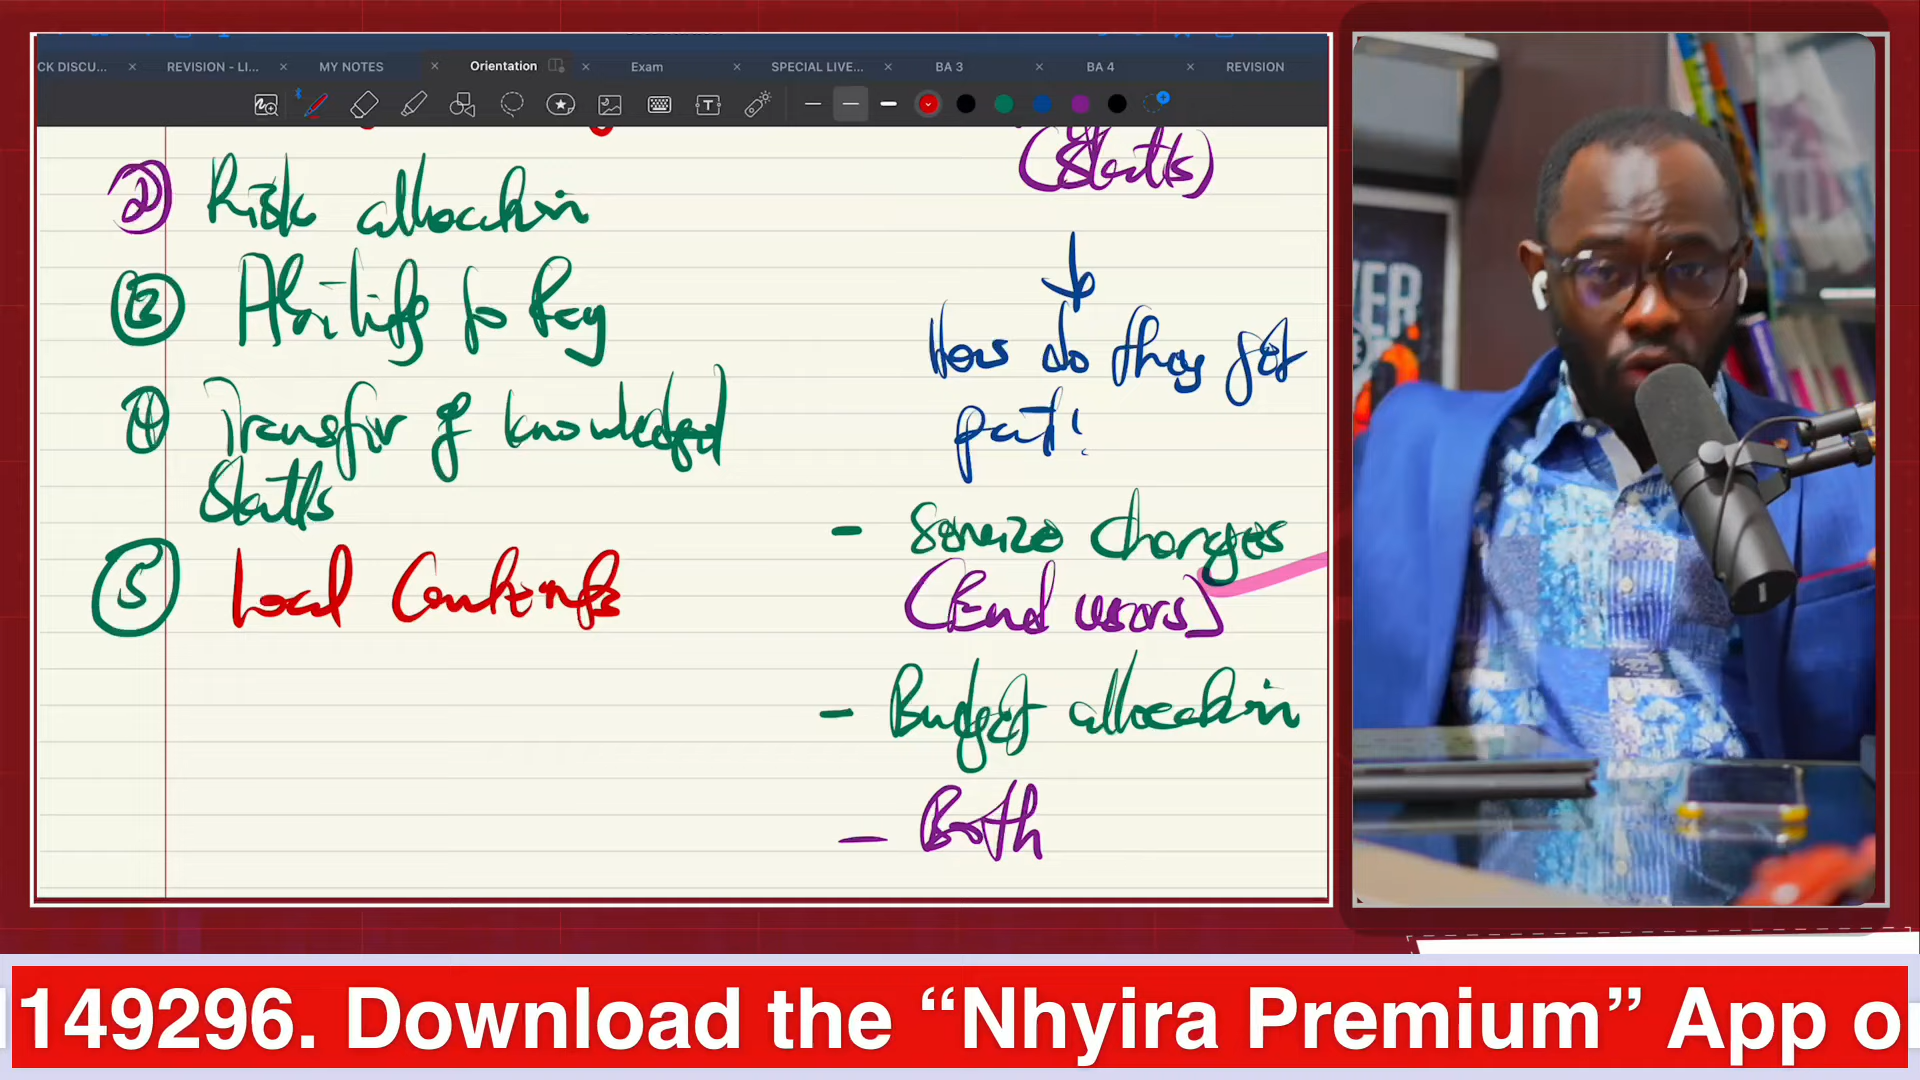 CK DISCU... REVISION - LI... MY NOTES Orientation Exam SPECIAL LIVE... BA 3 BA 4 REVISION
(Skills)
② Risk allocation
③ Ability to Pay
④ Transfer of knowledge
Skills
⑤ Local Contents
How do they get
paid?
- Service charges
(End users)
- Budget allocation
- Both
149296. Download the “Nhyira Premium” App o